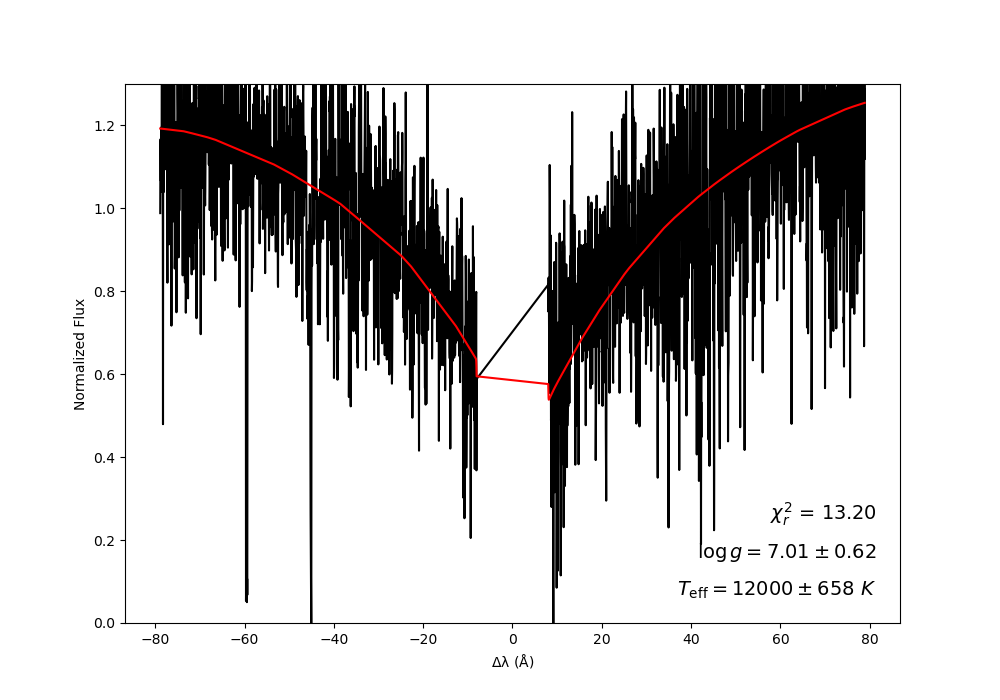 1.2
1.0
0.8
0.6
0.4
0.2
0.0
Normalized Flux
χ²ᵣ = 13.20
log g = 7.01 ± 0.62
T_eff = 12000 ± 658 K
−80 −60 −40 −20 0 20 40 60 80
Δλ (Å)